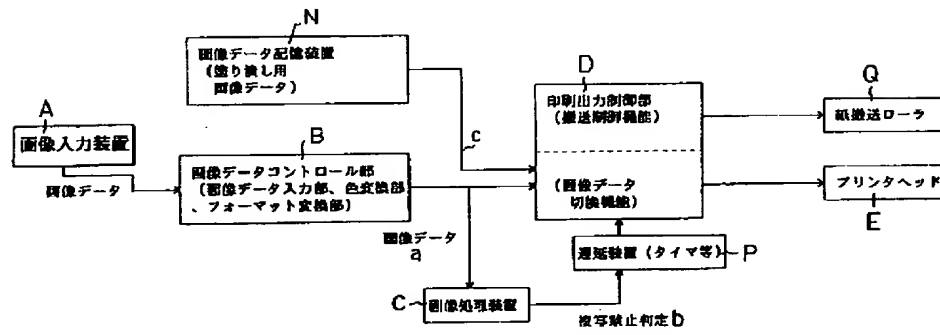 N
画像データ記憶装置
(塗り潰し用
画像データ)
A
画像入力装置
画像データ
B
画像データコントロール部
(画像データ入力部、色変換部
、フォーマット変換部)
c
画像データ
a
C
画像処理装置
D
印刷出力制御部
(搬送制御機能)
(画像データ
切換機能)
遅延装置(タイマ等)
P
複写禁止判定b
Q
紙搬送ローラ
プリンタヘッド
E